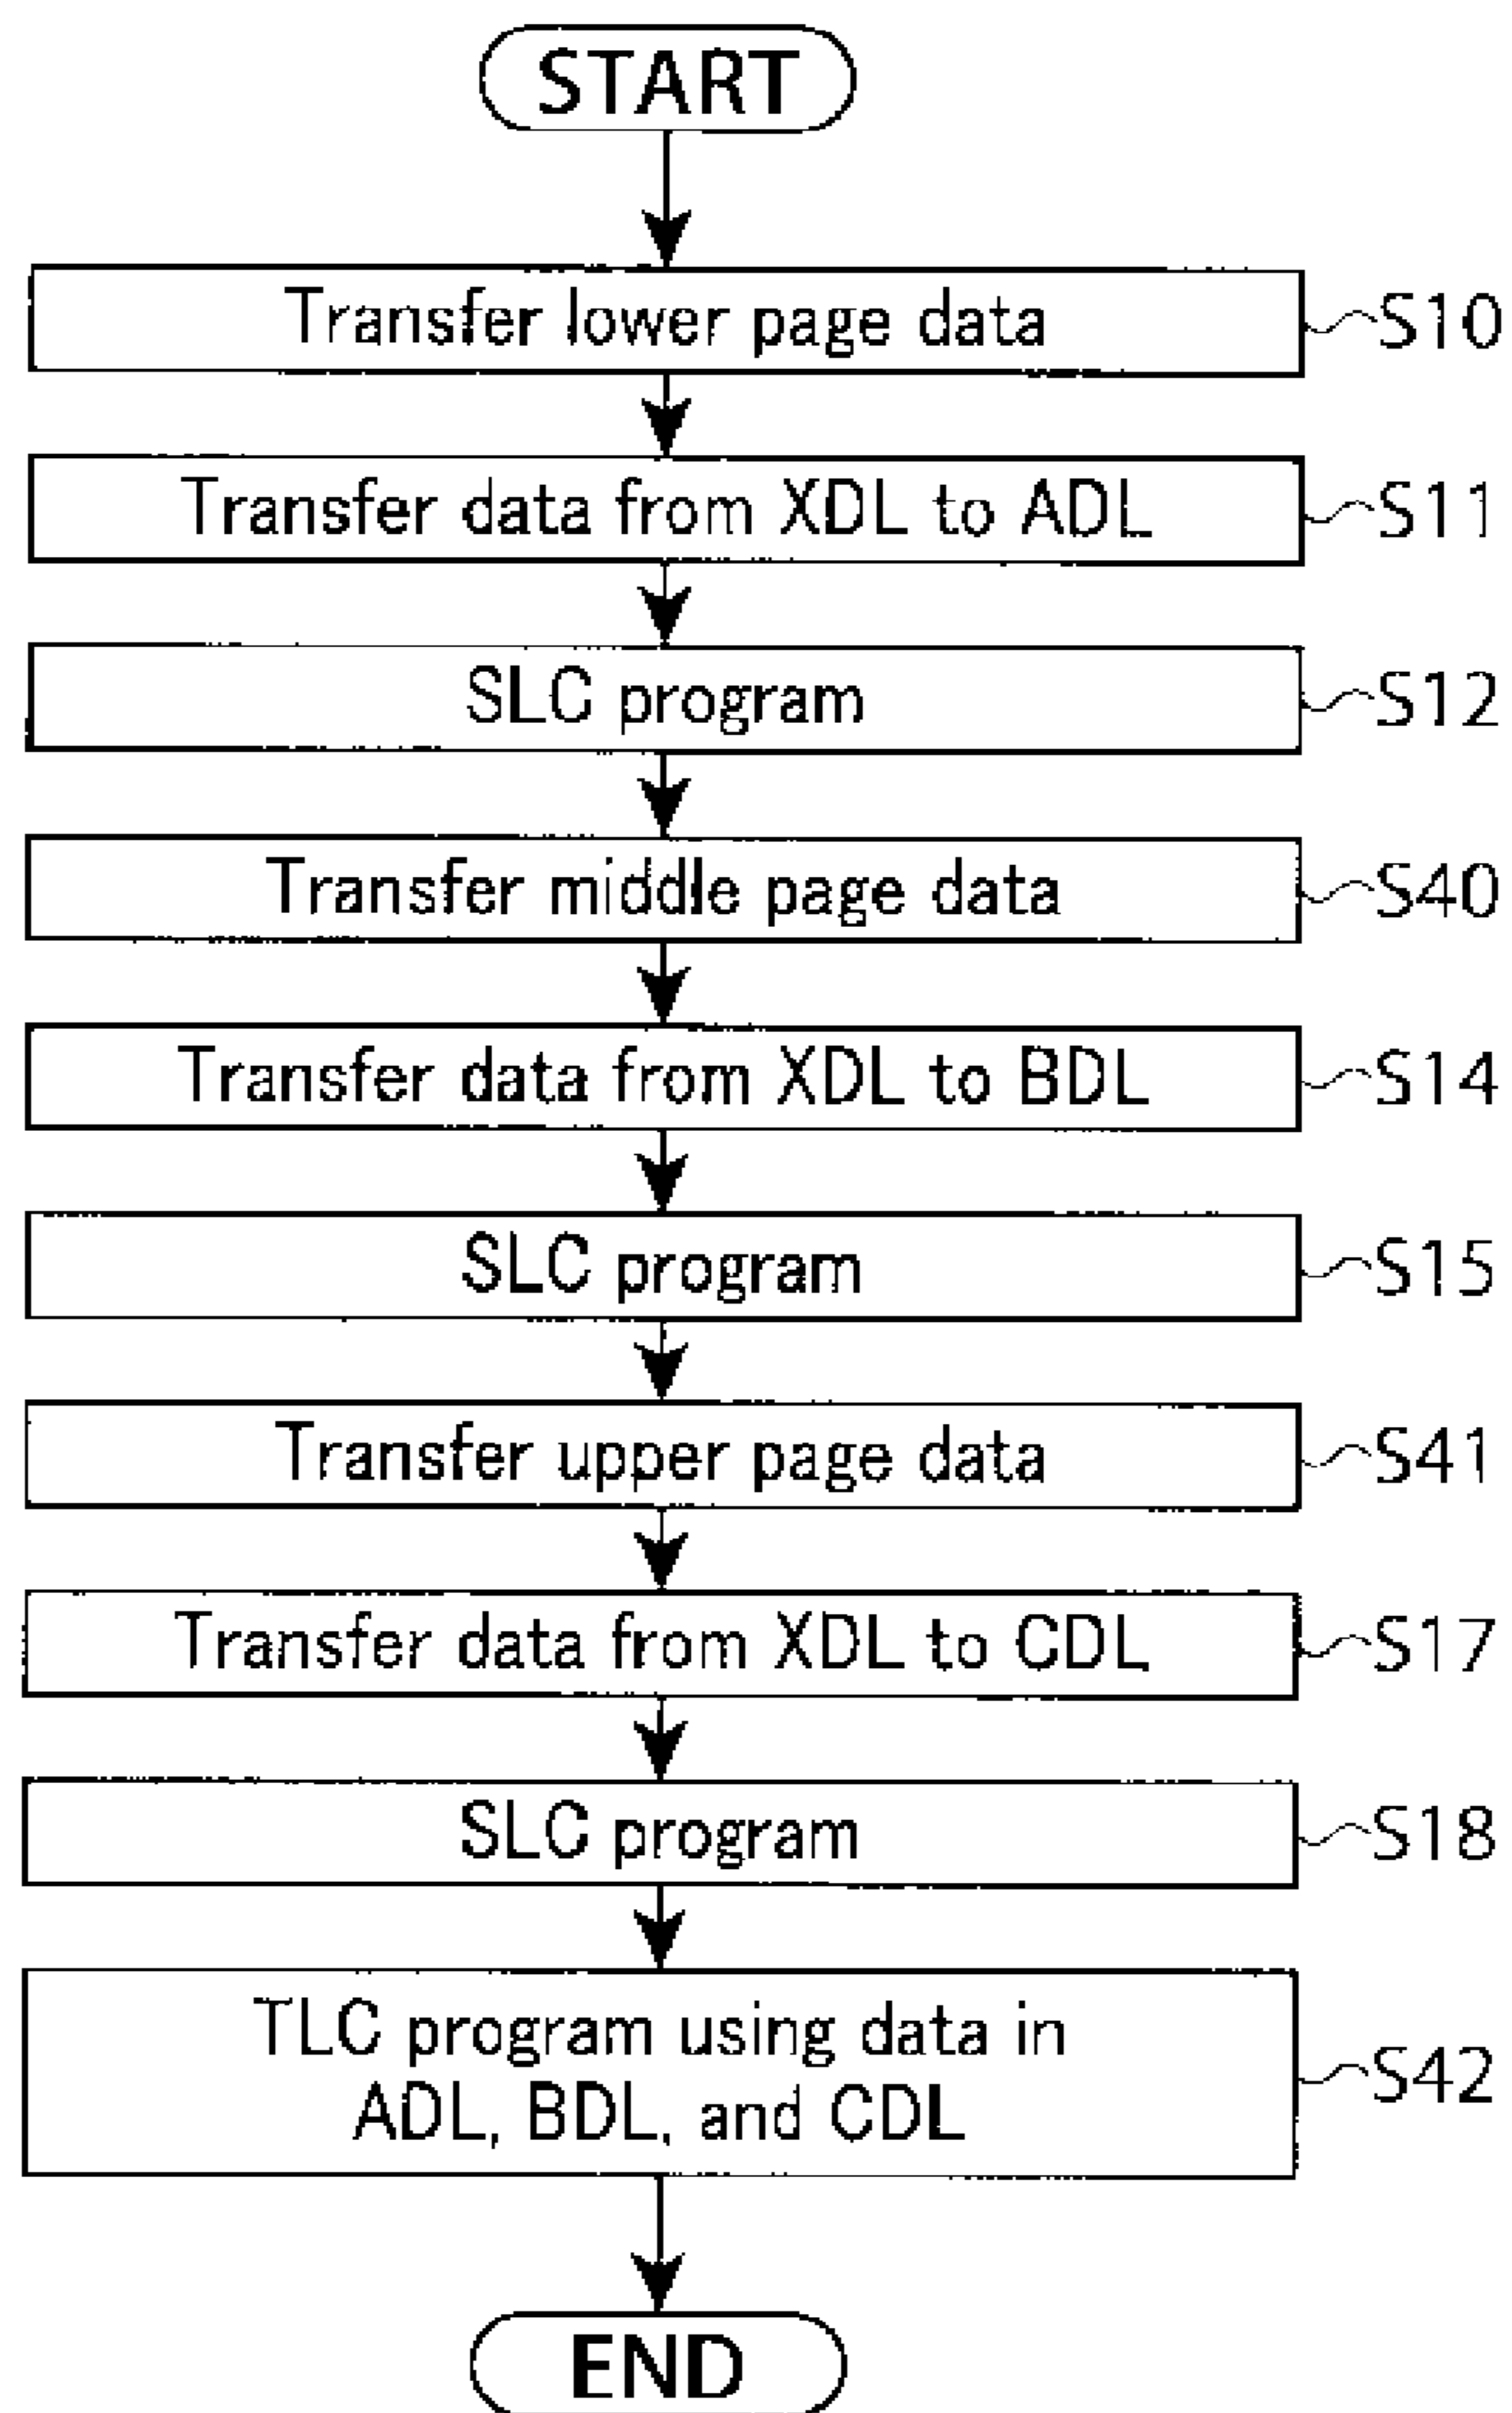 START
Transfer lower page data
S10
Transfer data from XDL to ADL
S11
SLC program
S12
Transfer middle page data
S40
Transfer data from XDL to BDL
S14
SLC program
S15
Transfer upper page data
S41
Transfer data from XDL to CDL
S17
SLC program
S18
TLC program using data in
ADL, BDL, and CDL
S42
END